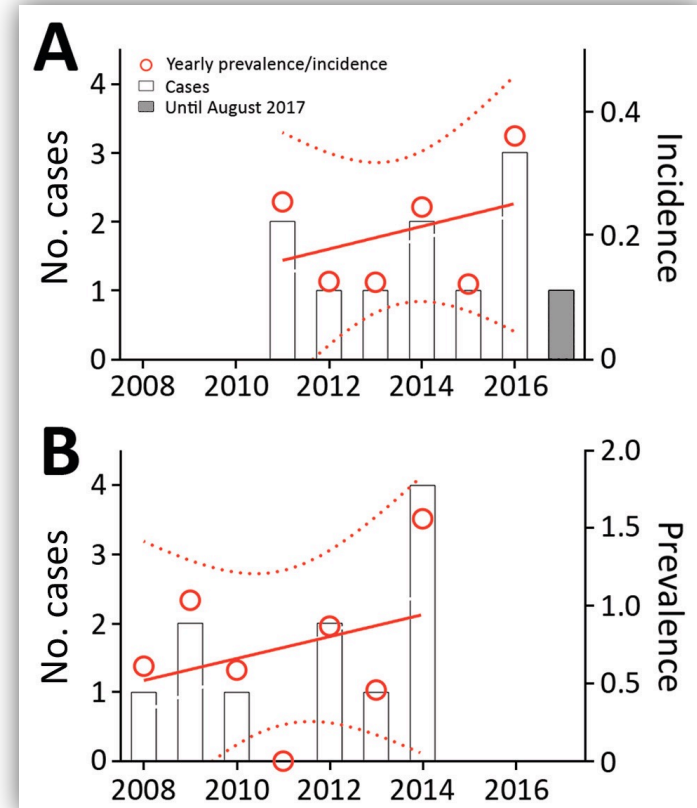 A
Yearly prevalence/incidence
Cases
Until August 2017
No. cases
4
3
2
1
0
Incidence
0.4
0.2
0
2008 2010 2012 2014 2016
B
No. cases
4
3
2
1
0
Prevalence
2.0
1.5
1.0
0.5
0
2008 2010 2012 2014 2016